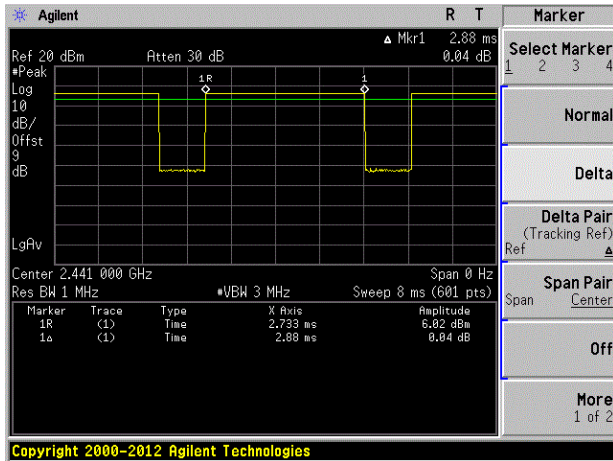 Agilent
R T
Marker
Δ Mkr1 2.88 ms
Ref 20 dBm
Atten 30 dB
0.04 dB
#Peak
Log
10
dB/
Offst
9
dB
LgAv
1R
1
Center 2.441 000 GHz
Span 0 Hz
Res BW 1 MHz
#VBW 3 MHz
Sweep 8 ms (601 pts)
Marker Trace Type X Axis Amplitude
1R (1) Time 2.733 ms 6.02 dBm
1Δ (1) Time 2.88 ms 0.04 dB
Select Marker
1 2 3 4
Normal
Delta
Delta Pair
(Tracking Ref)
Ref Δ
Span Pair
Span Center
Off
More
1 of 2
Copyright 2000-2012 Agilent Technologies